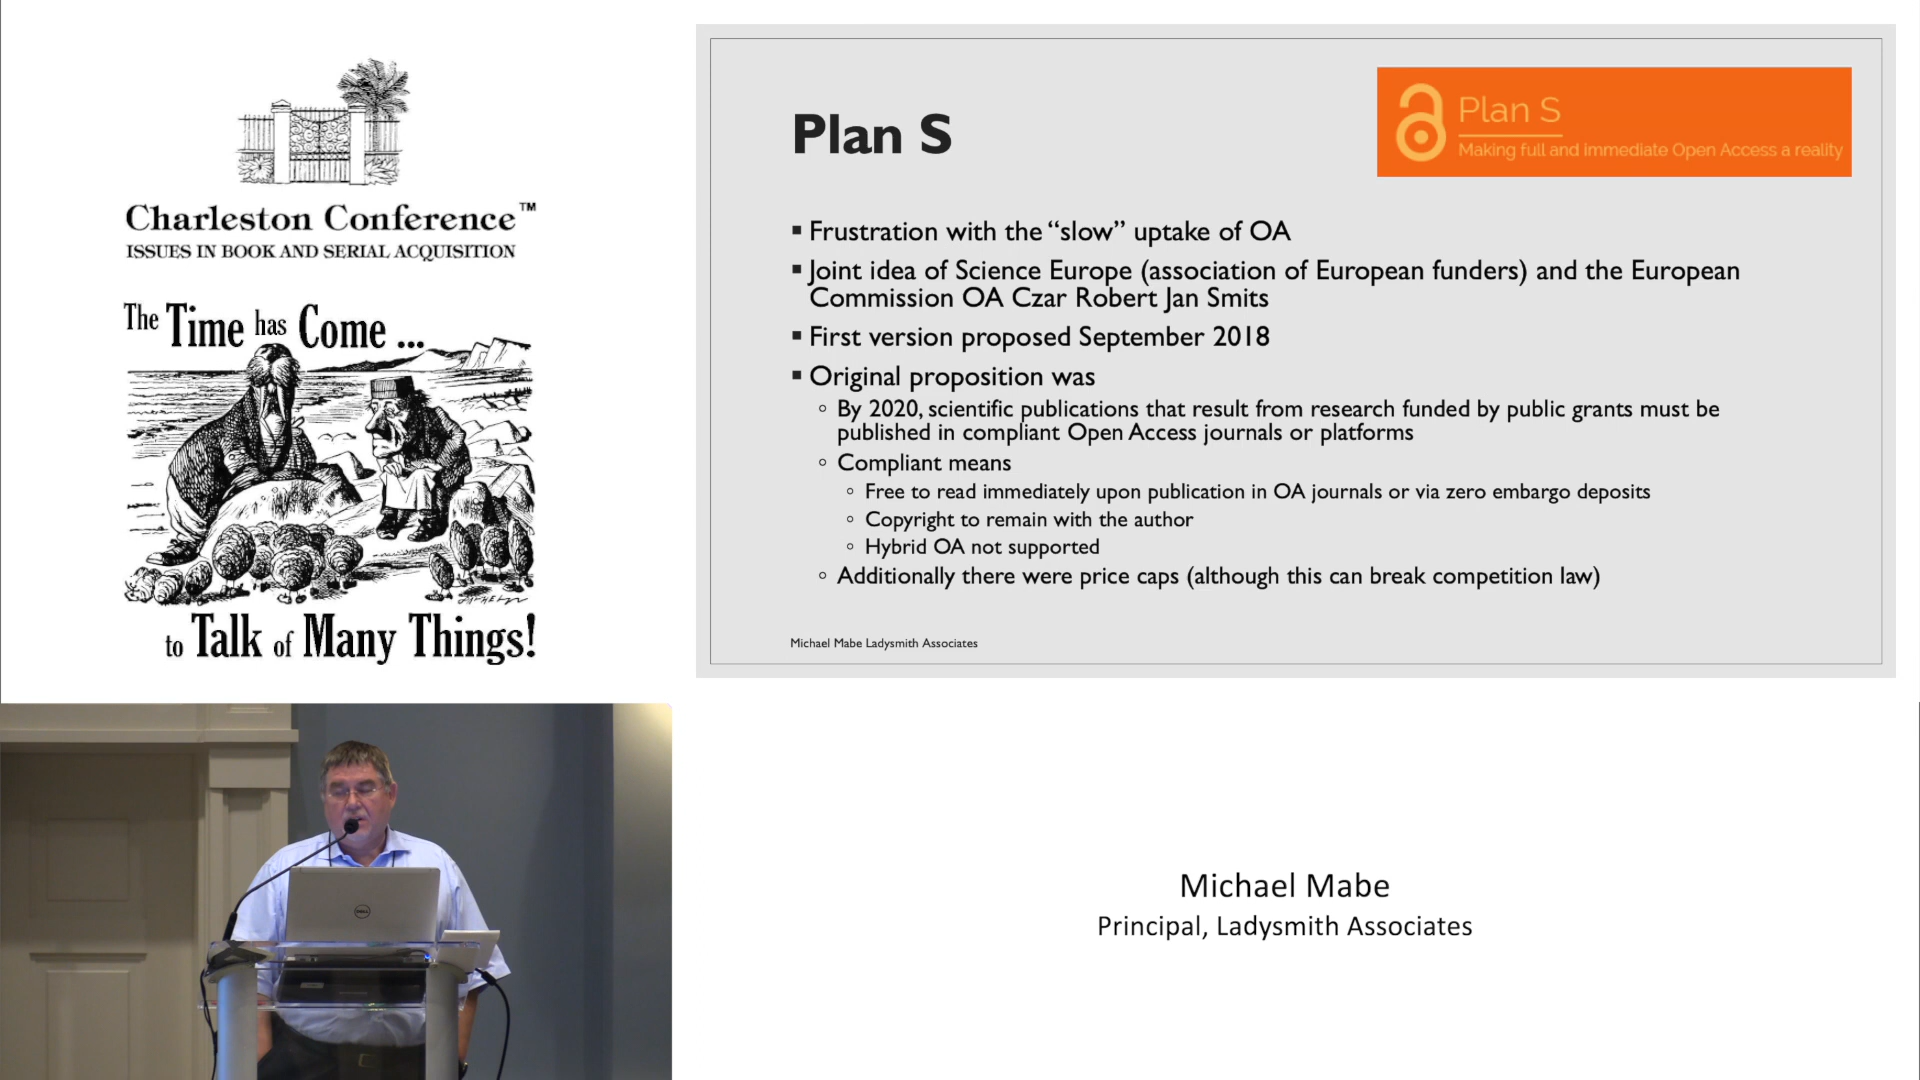 Charleston Conference™
ISSUES IN BOOK AND SERIAL ACQUISITION
The Time has Come ...
to Talk of Many Things!
Plan S
Plan S
Making full and immediate Open Access a reality
▪ Frustration with the “slow” uptake of OA
▪ Joint idea of Science Europe (association of European funders) and the European
Commission OA Czar Robert Jan Smits
▪ First version proposed September 2018
▪ Original proposition was
◦ By 2020, scientific publications that result from research funded by public grants must be
published in compliant Open Access journals or platforms
◦ Compliant means
◦ Free to read immediately upon publication in OA journals or via zero embargo deposits
◦ Copyright to remain with the author
◦ Hybrid OA not supported
◦ Additionally there were price caps (although this can break competition law)
Michael Mabe Ladysmith Associates
DELL
Michael Mabe
Principal, Ladysmith Associates